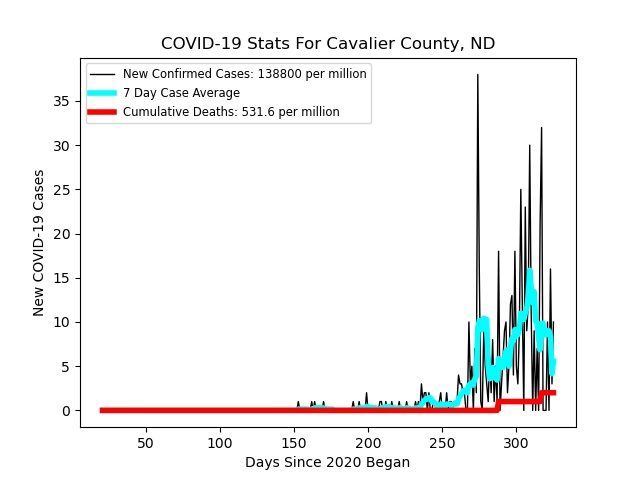 COVID-19 Stats For Cavalier County, ND
New Confirmed Cases: 138800 per million
7 Day Case Average
Cumulative Deaths: 531.6 per million
New COVID-19 Cases
35
30
25
20
15
10
5
0
50 100 150 200 250 300
Days Since 2020 Began